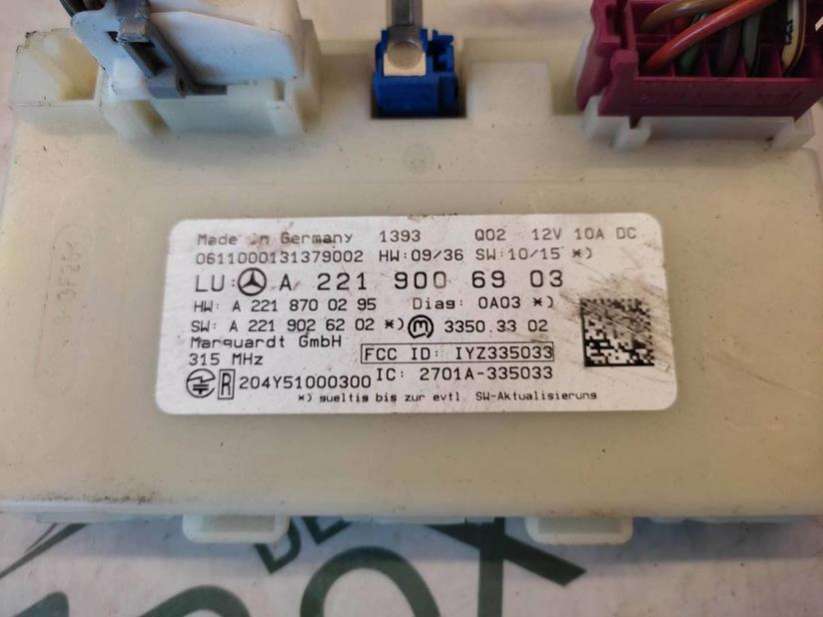 Made in Germany 1393 Q02 12V 10A DC
0611000131379002 HW:09/36 SW:10/15 *)
LU: A 221 900 69 03
HW: A 221 870 02 95 Diag: 0A03 *)
SW: A 221 902 62 02 *) m 3350.33 02
Marquardt GmbH
315 MHz FCC ID: IYZ335033
R 204Y51000300 IC: 2701A-335033
*) gueltig bis zur evtl. SW-Aktualisierung
DE
BOX